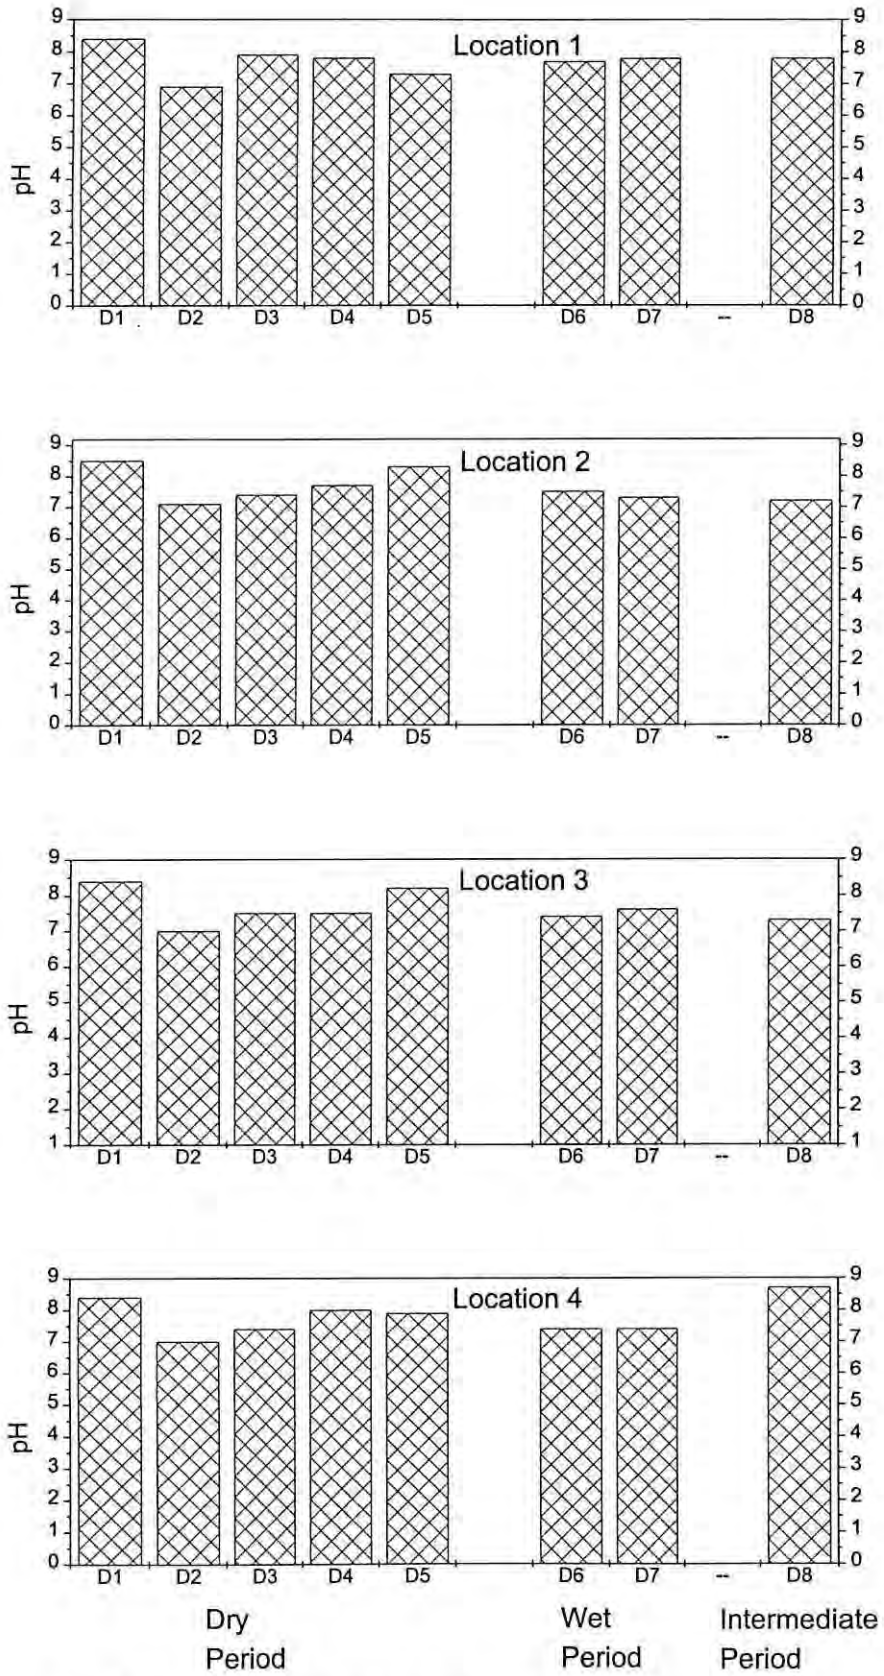 Location 1
9 9
8 8
7 7
6 6
5 5
4 4
3 3
2 2
1 1
0 0
pH
D1 D2 D3 D4 D5 D6 D7 -- D8
Location 2
9 9
8 8
7 7
6 6
5 5
4 4
3 3
2 2
1 1
0 0
pH
D1 D2 D3 D4 D5 D6 D7 -- D8
Location 3
9 9
8 8
7 7
6 6
5 5
4 4
3 3
2 2
1 1
pH
D1 D2 D3 D4 D5 D6 D7 -- D8
Location 4
9 9
8 8
7 7
6 6
5 5
4 4
3 3
2 2
1 1
0 0
pH
D1 D2 D3 D4 D5 D6 D7 -- D8
Dry Wet Intermediate
Period Period Period